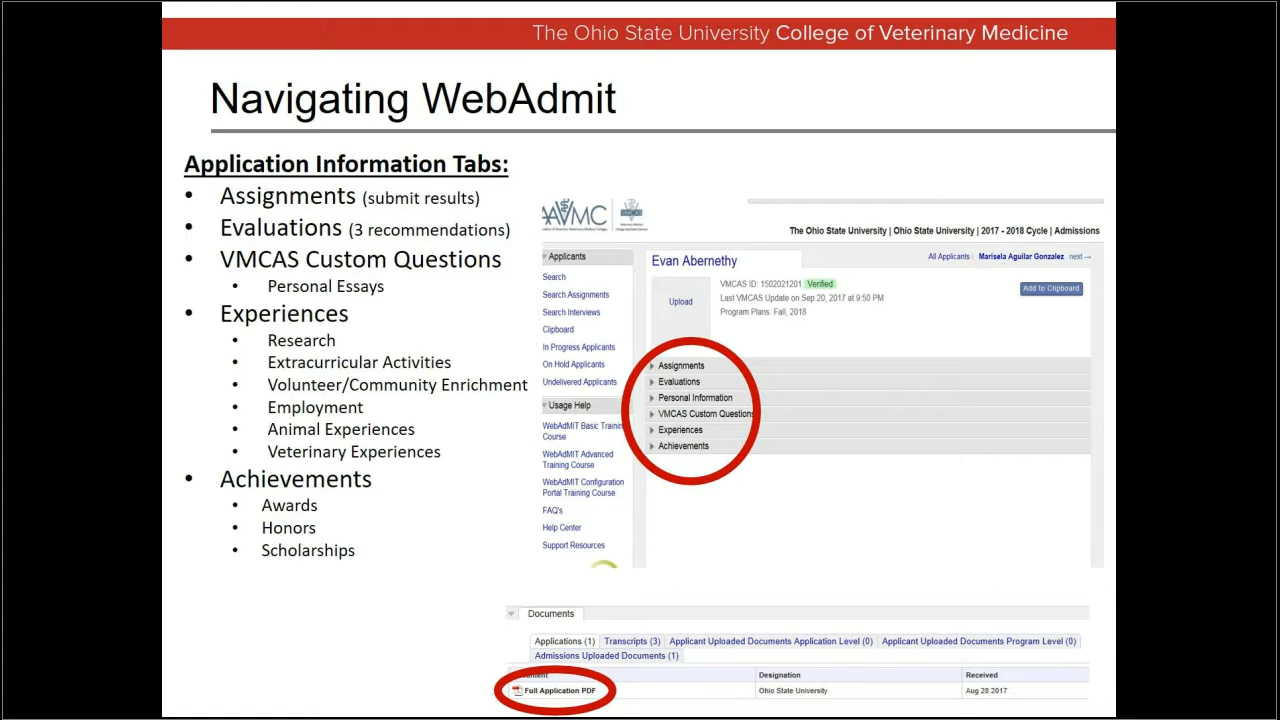 The Ohio State University College of Veterinary Medicine
Navigating WebAdmit
Application Information Tabs:
• Assignments (submit results)
• Evaluations (3 recommendations)
• VMCAS Custom Questions
• Personal Essays
• Experiences
• Research
• Extracurricular Activities
• Volunteer/Community Enrichment
• Employment
• Animal Experiences
• Veterinary Experiences
• Achievements
• Awards
• Honors
• Scholarships
AAVMC VMCAS
The Ohio State University | Ohio State University | 2017 - 2018 Cycle | Admissions
Applicants
Search
Search Assignments
Search Interviews
Clipboard
In Progress Applicants
On Hold Applicants
Undelivered Applicants
Usage Help
WebAdMIT Basic Trainin
Course
WebAdMIT Advanced
Training Course
WebAdMIT Configuration
Portal Training Course
FAQ's
Help Center
Support Resources
Evan Abernethy
All Applicants | Marisela Aguilar Gonzalez next →
Upload
VMCAS ID: 1502021201 Verified
Last VMCAS Update on Sep 20, 2017 at 9:50 PM
Program Plans. Fall, 2018
Add to Clipboard
Assignments
Evaluations
Personal Information
VMCAS Custom Questions
Experiences
Achievements
Documents
Applications (1) Transcripts (3) Applicant Uploaded Documents Application Level (0) Applicant Uploaded Documents Program Level (0)
Admissions Uploaded Documents (1)
Designation Received
Full Application PDF Ohio State University Aug 28 2017